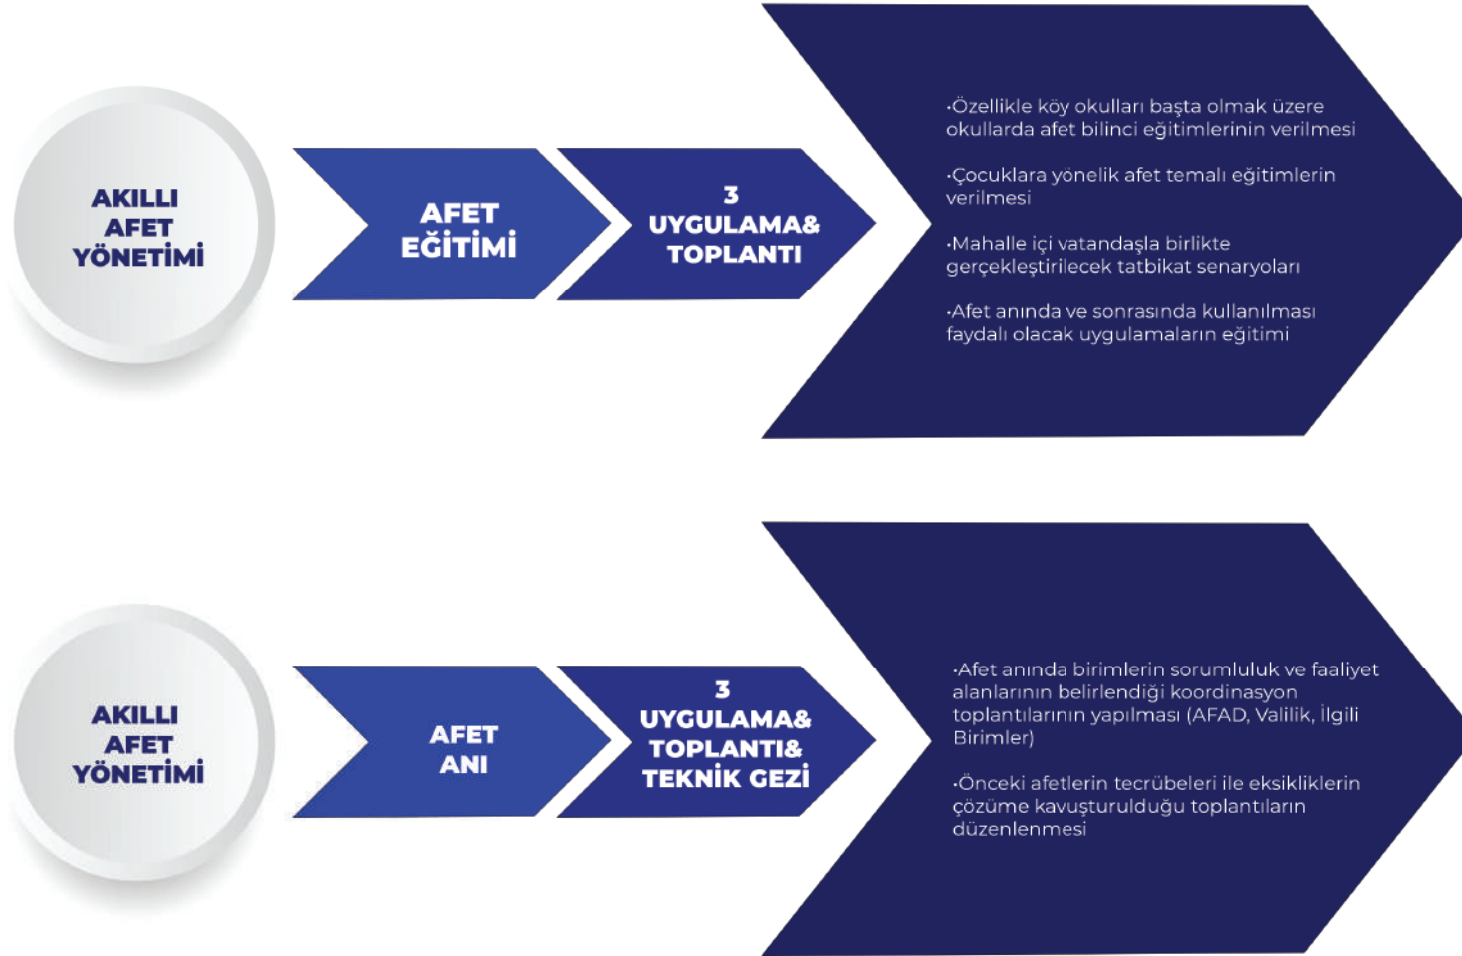 AKILLI
AFET
YÖNETİMİ
AFET
EĞİTİMİ
3
UYGULAMA&
TOPLANTI
•Özellikle köy okulları başta olmak üzere
okullarda afet bilinci eğitimlerinin verilmesi
•Çocuklara yönelik afet temalı eğitimlerin
verilmesi
•Mahalle içi vatandaşla birlikte
gerçekleştirilecek tatbikat senaryoları
•Afet anında ve sonrasında kullanılması
faydalı olacak uygulamaların eğitimi
AKILLI
AFET
YÖNETİMİ
AFET
ANI
3
UYGULAMA&
TOPLANTI&
TEKNİK GEZİ
•Afet anında birimlerin sorumluluk ve faaliyet
alanlarının belirlendiği koordinasyon
toplantılarının yapılması (AFAD, Valilik, İlgili
Birimler)
•Önceki afetlerin tecrübeleri ile eksikliklerin
çözüme kavuşturulduğu toplantıların
düzenlenmesi